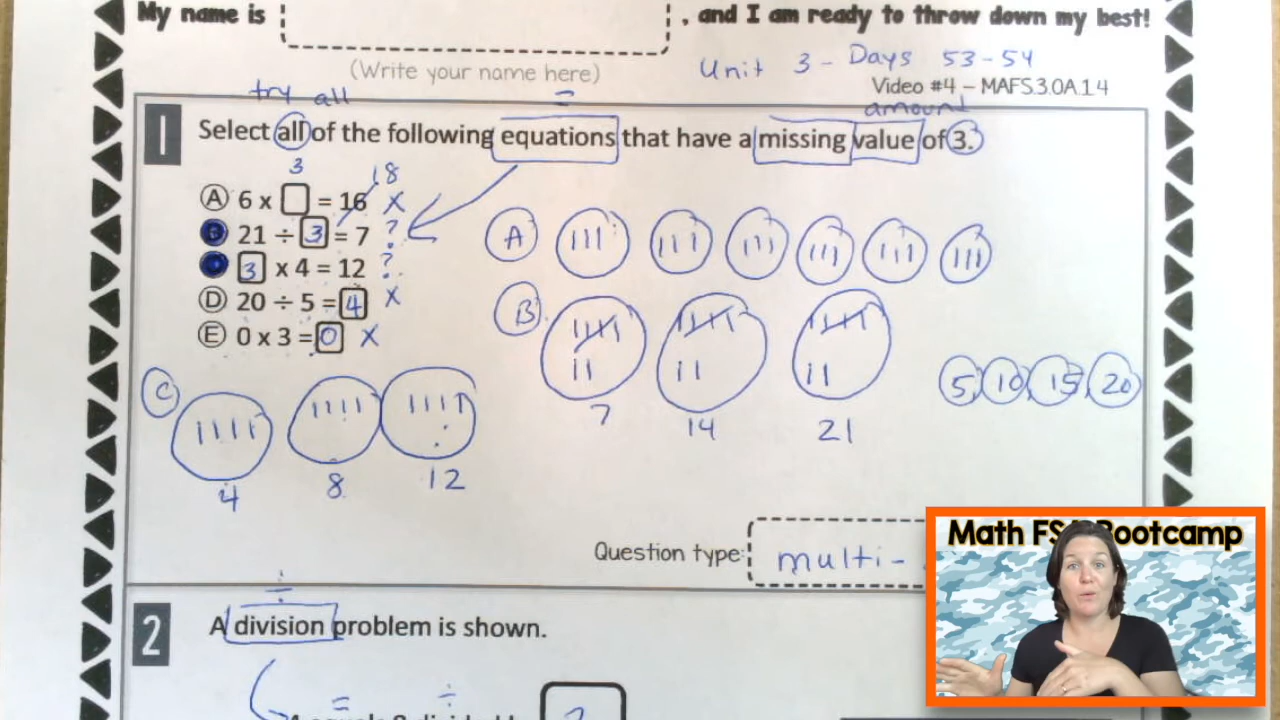 My name is , and I am ready to throw down my best!
(Write your name here)
Unit 3 - Days 53-54
Video #4 – MAFS.3.OA.1.4
try all
=
amount
1
Select all of the following equations that have a missing value of 3.
3
18
A 6 x = 16 X
21 ÷ 3 = 7 ?
3 x 4 = 12 ?
D 20 ÷ 5 = 4 X
E 0 x 3 = 0 X
A
B
7 14 21
5, 10, 15, 20
C
4 8 12
Question type: multi-
÷
2
A division problem is shown.
= ÷
Math FS Bootcamp